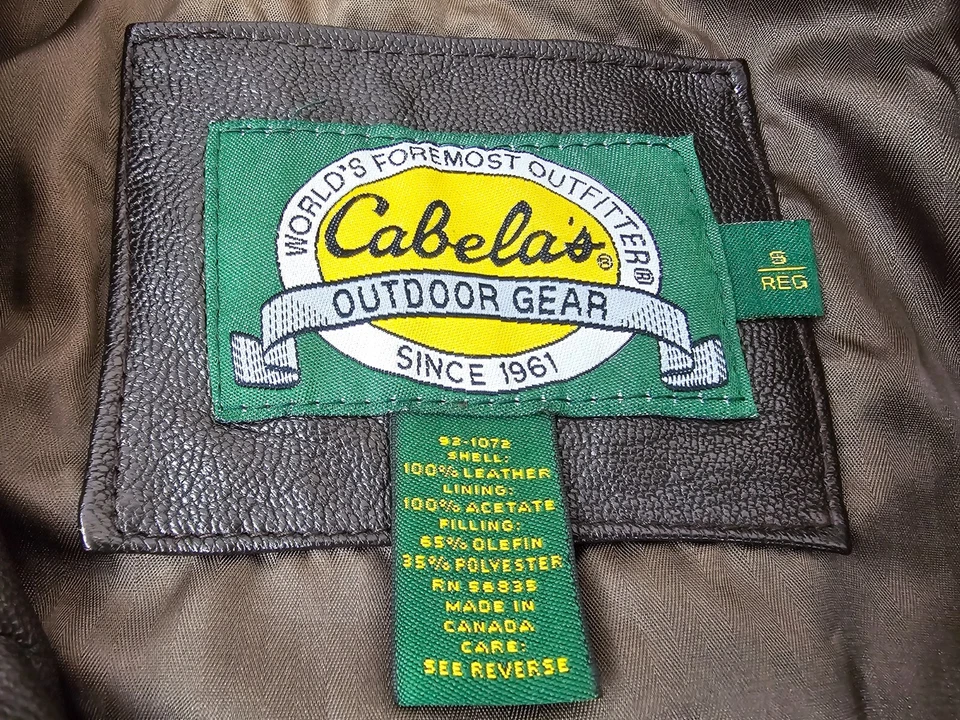 WORLD'S FOREMOST OUTFITTER®
Cabela's®
OUTDOOR GEAR
SINCE 1961
S
REG
92-1072
SHELL:
100% LEATHER
LINING:
100% ACETATE
FILLING:
65% OLEFIN
35% POLYESTER
RN 56835
MADE IN
CANADA
CARE:
SEE REVERSE